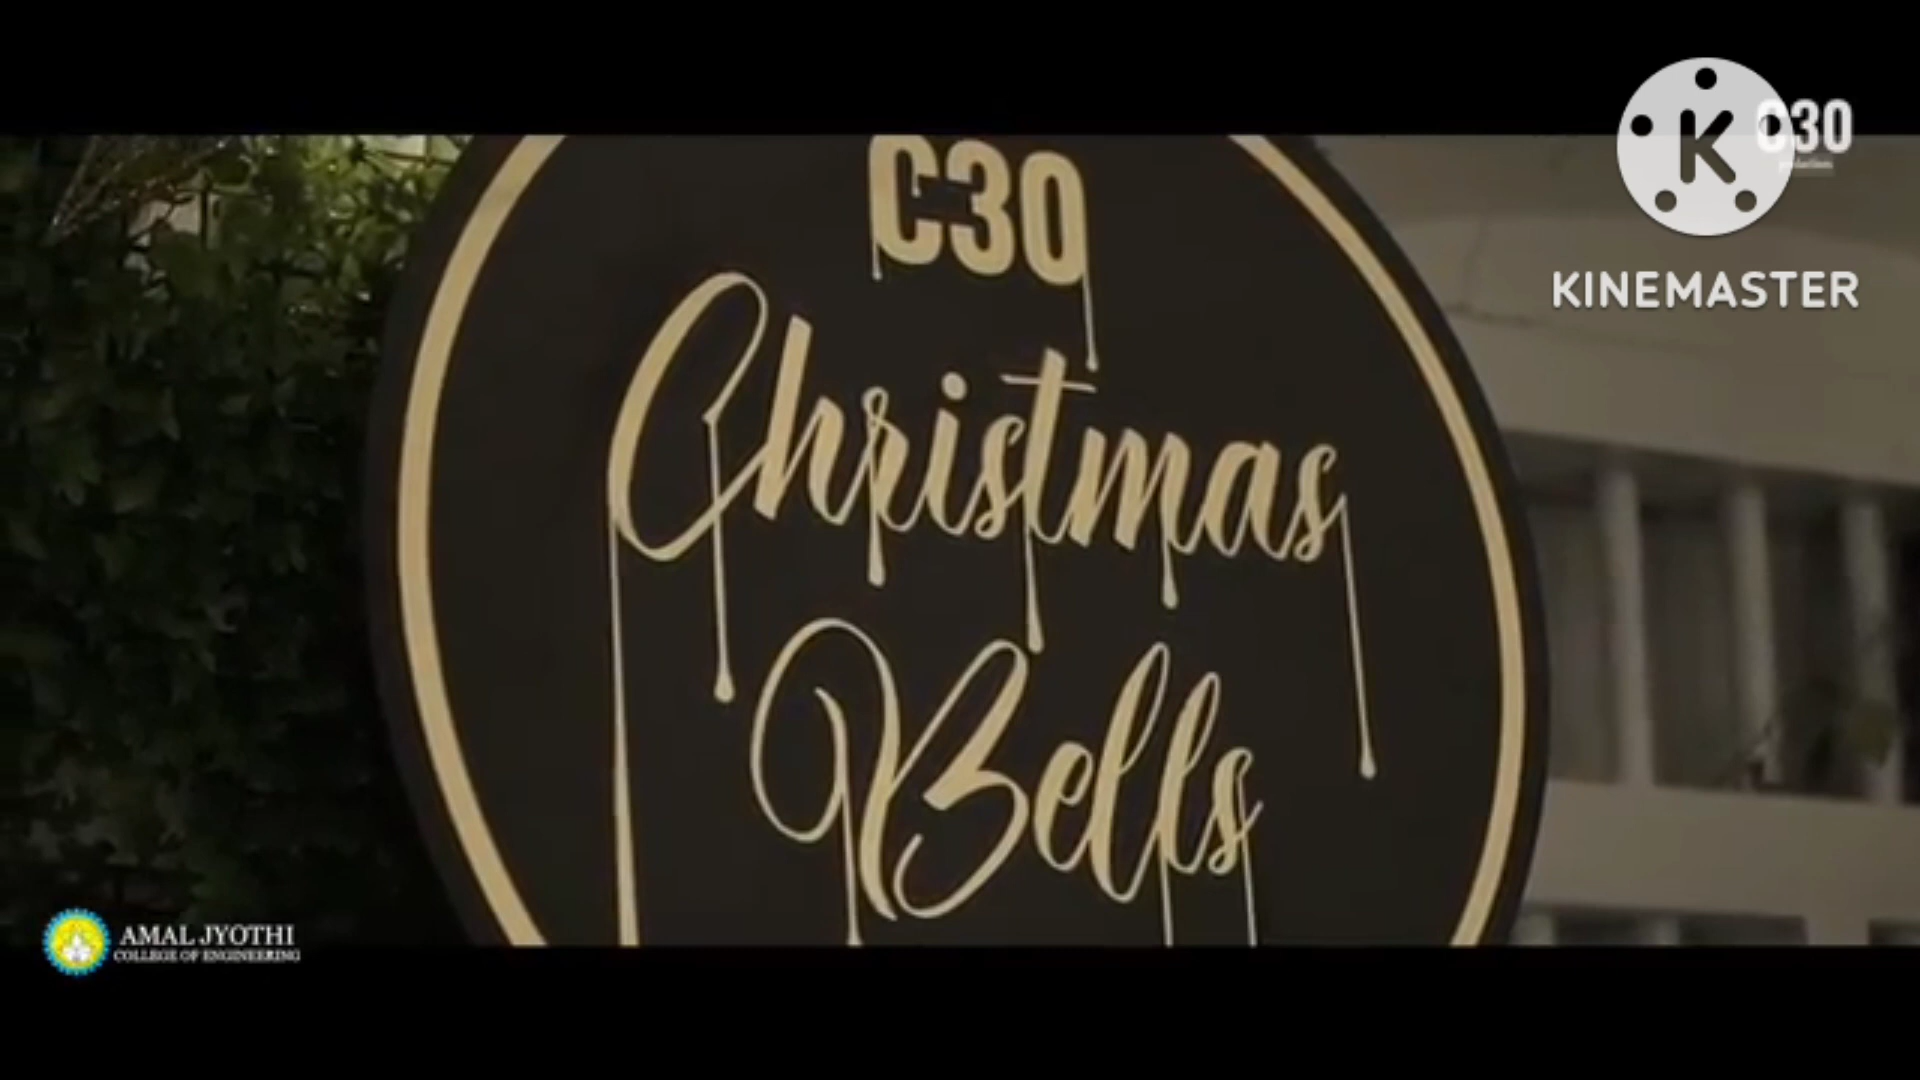 C30
K
KINEMASTER
C30
Christmas
Bells
AMAL JYOTHI
COLLEGE OF ENGINEERING